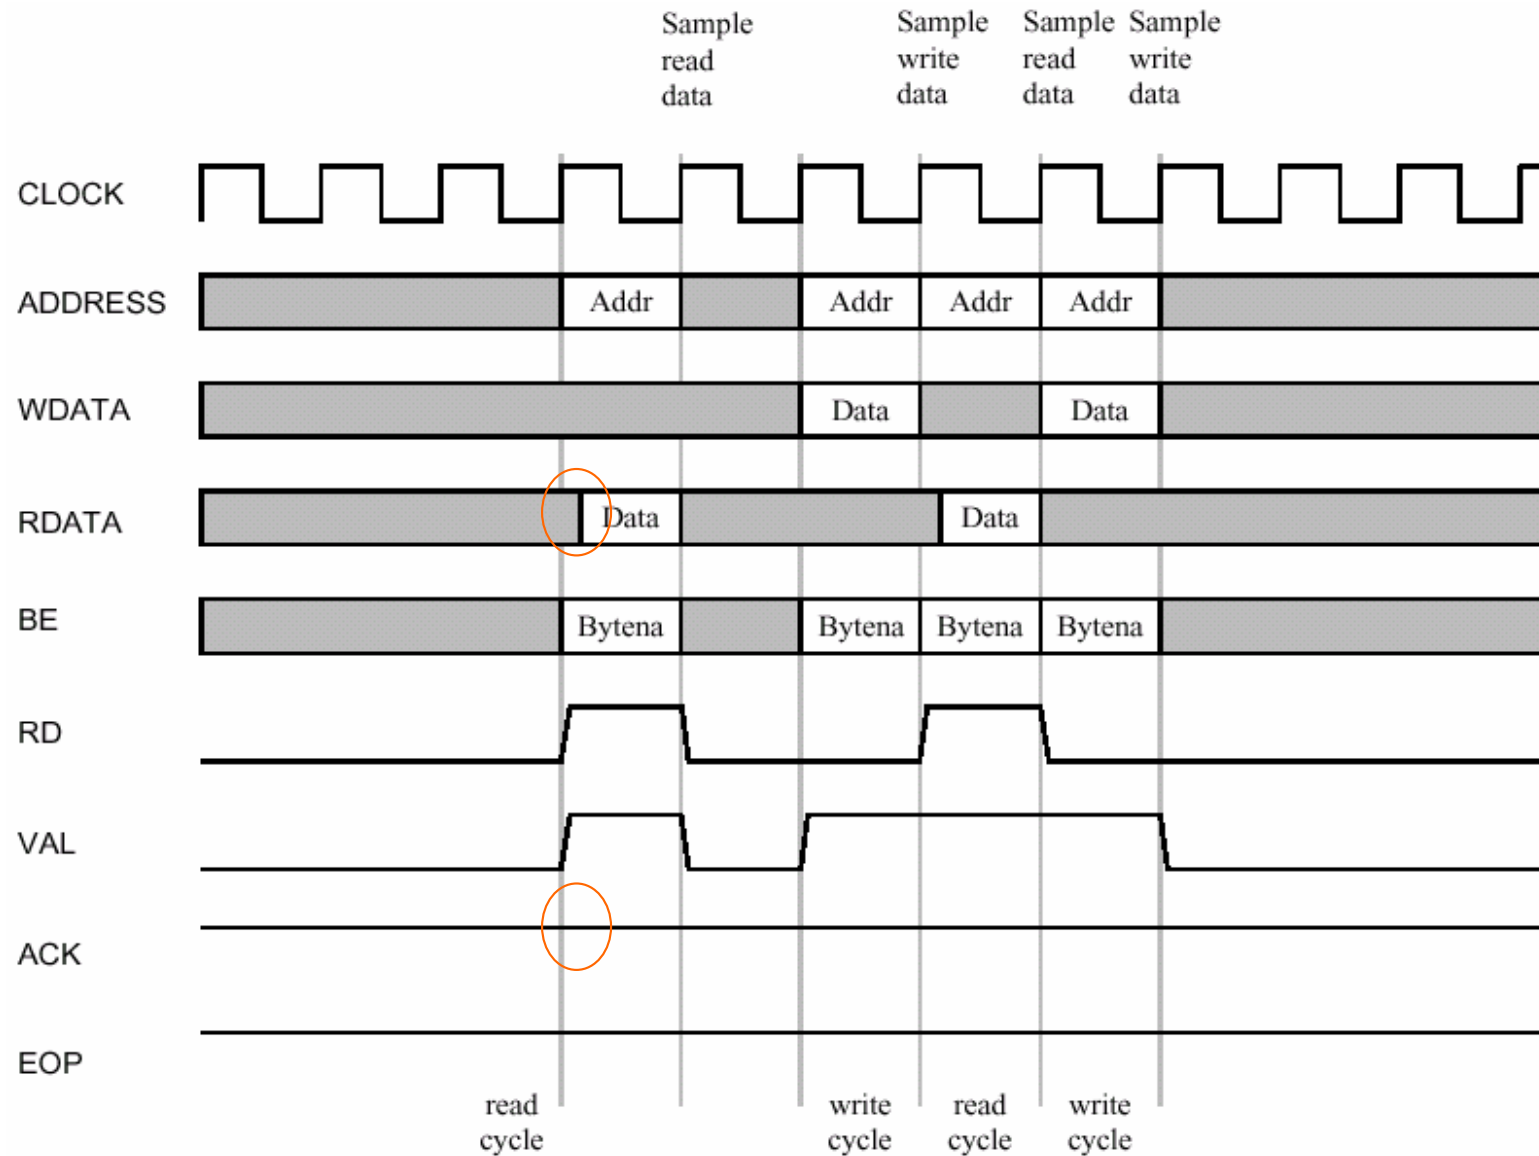 Sample
read
data
Sample
write
data
Sample
read
data
Sample
write
data
CLOCK
ADDRESS
Addr
Addr
Addr
Addr
WDATA
Data
Data
RDATA
Data
Data
BE
Bytena
Bytena
Bytena
Bytena
RD
VAL
ACK
EOP
read
cycle
write
cycle
read
cycle
write
cycle